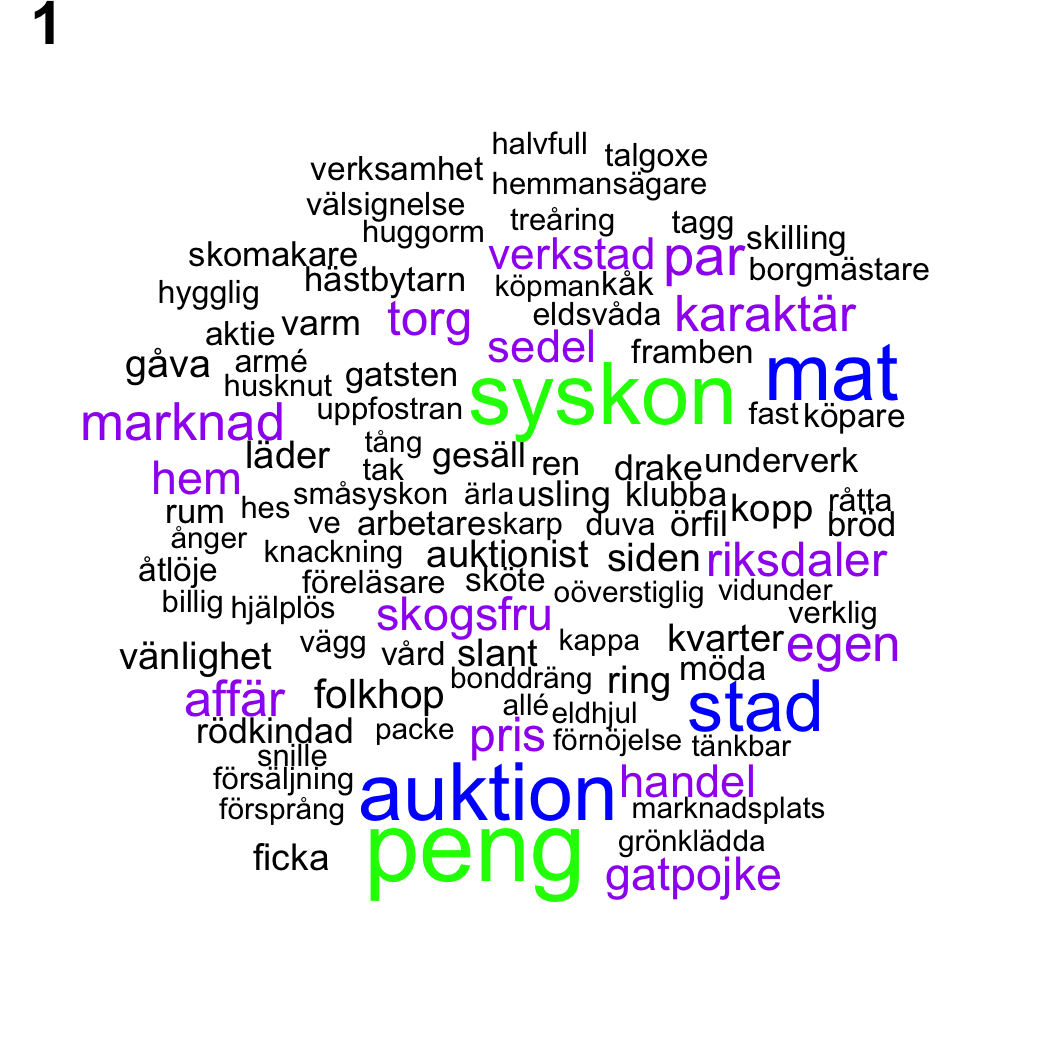 1
halvfull talgoxe
verksamhet hemmansägare
välsignelse treåring tagg
huggorm skilling
skomakare verkstad par borgmästare
hästbytarn köpman kåk
hygglig torg eldsvåda karaktär
aktie varm sedel framben
gåva armé gatsten syskon mat
husknut uppfostran fast köpare
marknad tång
läder tak gesäll ren drake underverk
hem småsyskon ärla usling klubba kopp råtta
rum hes ve arbetare skarp duva örfil bröd
ånger knackning auktionist siden riksdaler
åtlöje föreläsare sköte oöverstiglig vidunder
billig hjälplös skogsfru verklig
vänlighet vägg vård slant kappa kvarter egen
affär folkhop bonddräng ring möda
allé eldhjul stad
rödkindad packe pris förnöjelse tänkbar
snille
försäljning auktion handel
försprång marknadsplats
ficka peng grönklädda
gatpojke